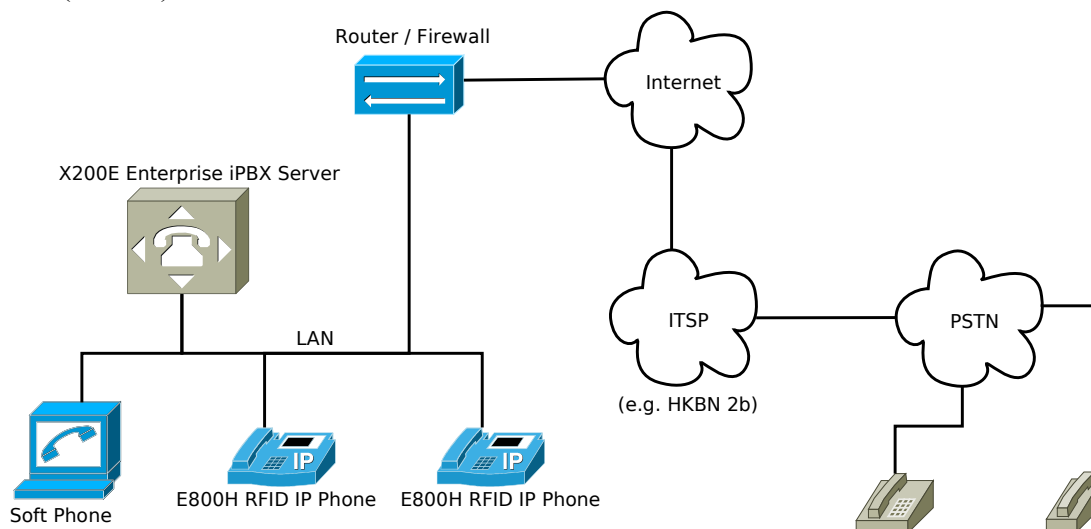 Router / Firewall
Internet
X200E Enterprise iPBX Server
LAN
ITSP
PSTN
(e.g. HKBN 2b)
IP
IP
E800H RFID IP Phone
E800H RFID IP Phone
Soft Phone